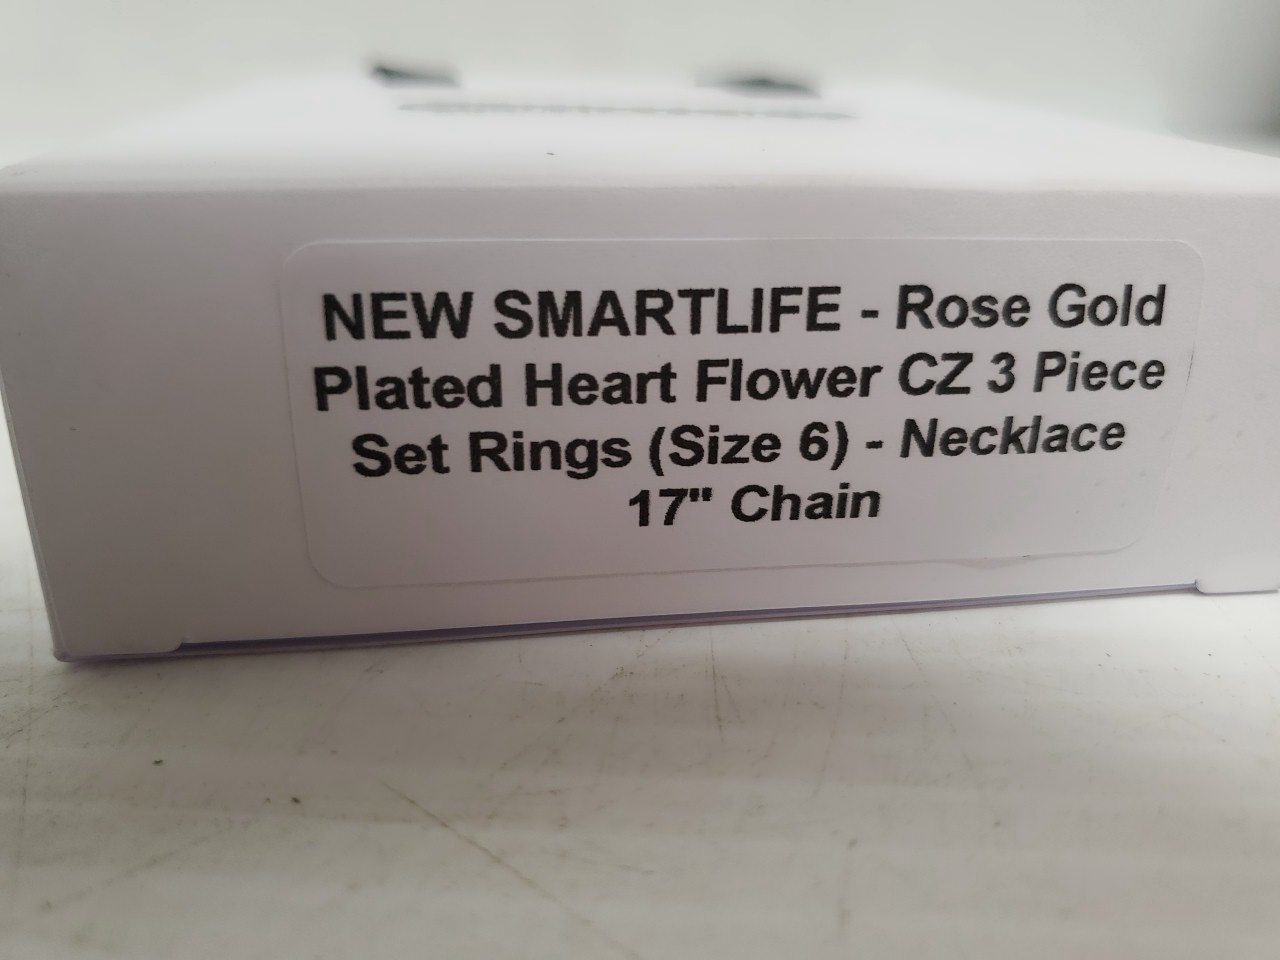 NEW SMARTLIFE - Rose Gold
Plated Heart Flower CZ 3 Piece
Set Rings (Size 6) - Necklace
17" Chain